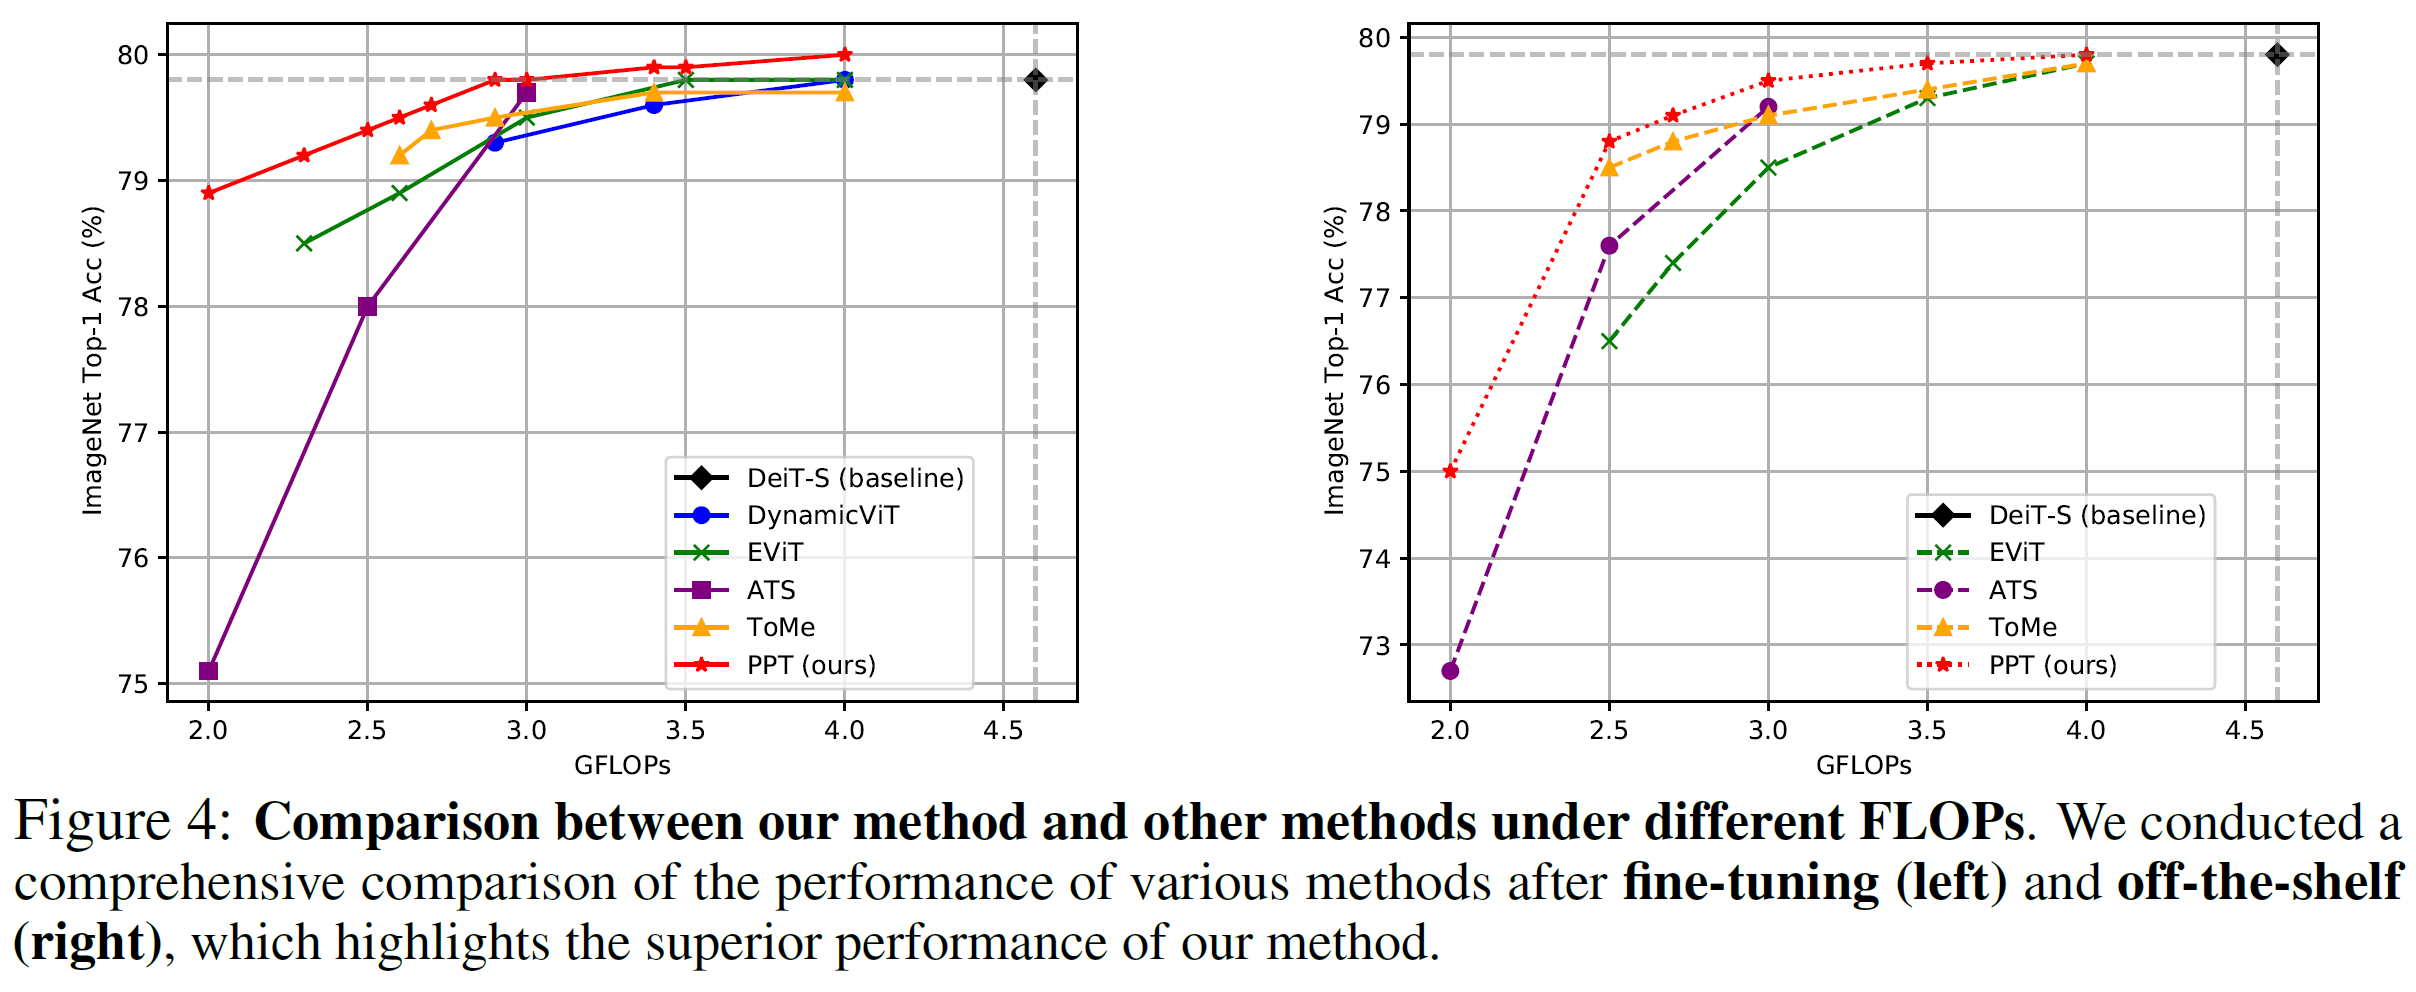 80
79
78
77
76
75
ImageNet Top-1 Acc (%)
2.0 2.5 3.0 3.5 4.0 4.5
GFLOPs
DeiT-S (baseline)
DynamicViT
EViT
ATS
ToMe
PPT (ours)
80
79
78
77
76
75
74
73
ImageNet Top-1 Acc (%)
2.0 2.5 3.0 3.5 4.0 4.5
GFLOPs
DeiT-S (baseline)
EViT
ATS
ToMe
PPT (ours)
Figure 4: Comparison between our method and other methods under different FLOPs. We conducted a
comprehensive comparison of the performance of various methods after fine-tuning (left) and off-the-shelf
(right), which highlights the superior performance of our method.